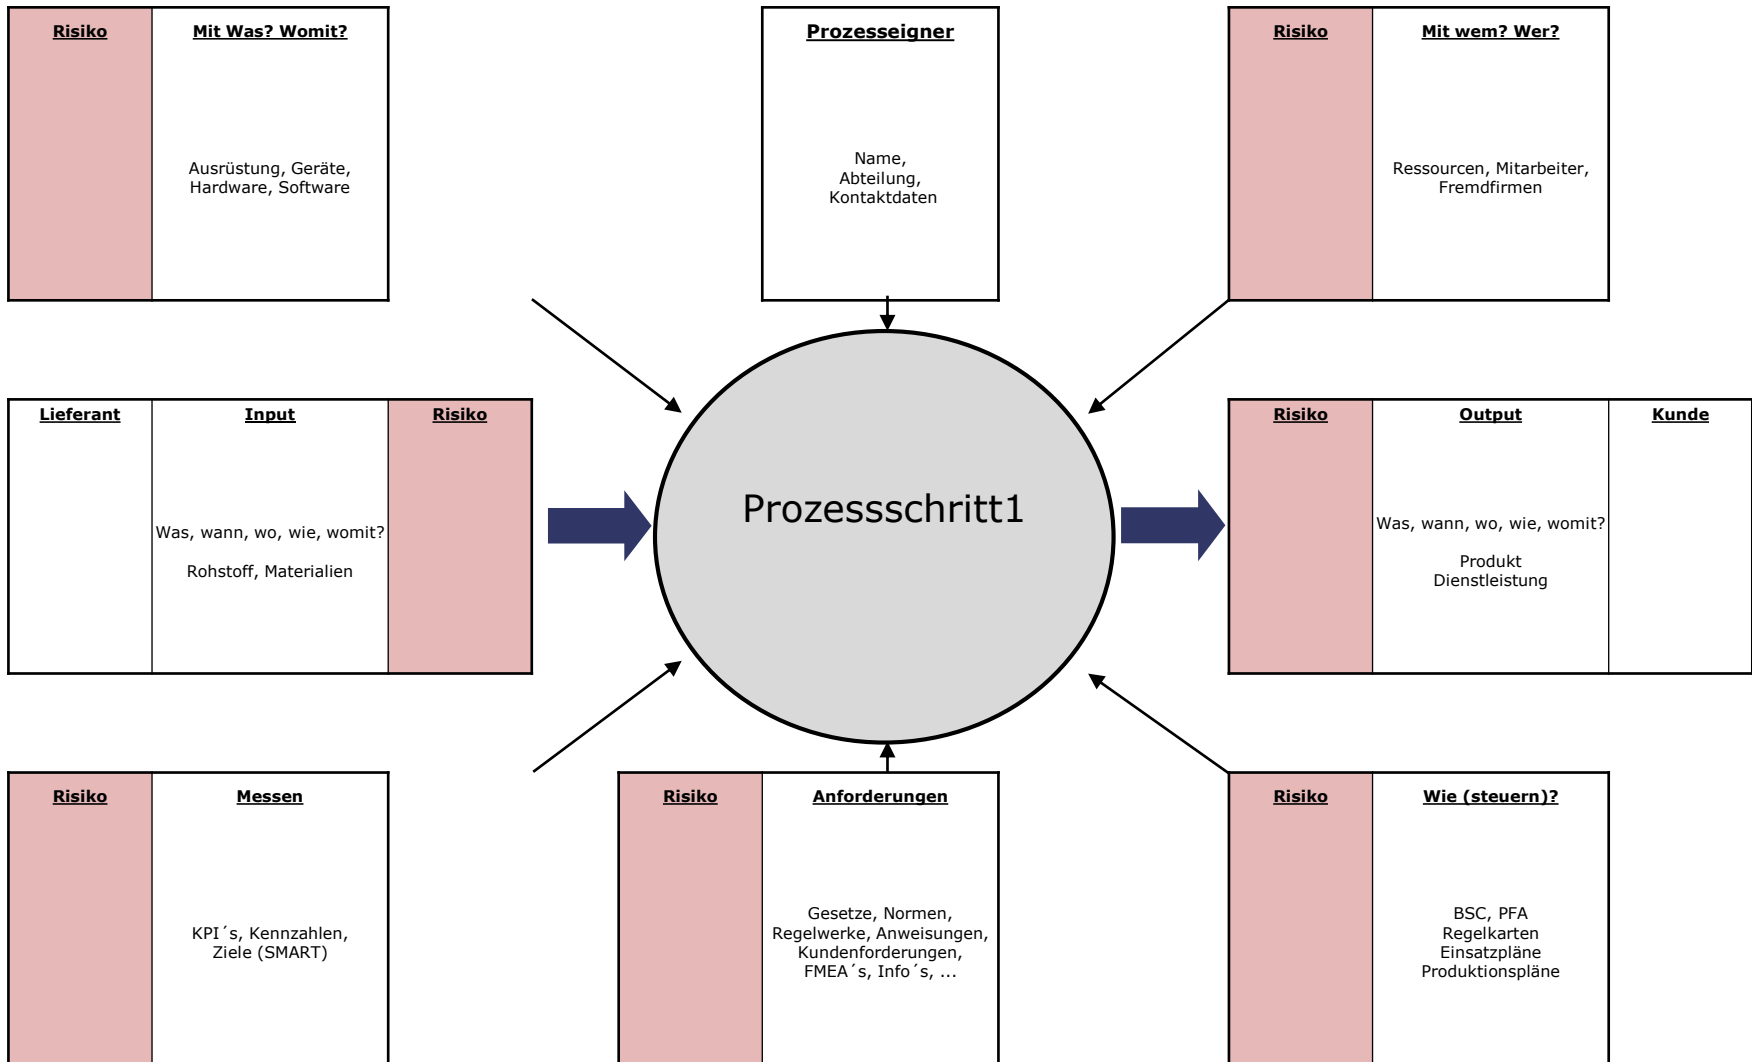 Risiko
Mit Was? Womit?
Ausrüstung, Geräte,
Hardware, Software
Prozesseigner
Name,
Abteilung,
Kontaktdaten
Risiko
Mit wem? Wer?
Ressourcen, Mitarbeiter,
Fremdfirmen
Lieferant
Input
Was, wann, wo, wie, womit?
Rohstoff, Materialien
Risiko
Prozessschritt1
Risiko
Output
Was, wann, wo, wie, womit?
Produkt
Dienstleistung
Kunde
Risiko
Messen
KPI´s, Kennzahlen,
Ziele (SMART)
Risiko
Anforderungen
Gesetze, Normen,
Regelwerke, Anweisungen,
Kundenforderungen,
FMEA´s, Info´s, ...
Risiko
Wie (steuern)?
BSC, PFA
Regelkarten
Einsatzpläne
Produktionspläne